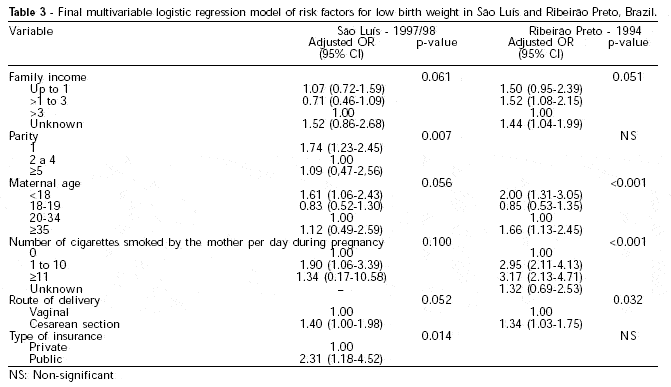 Table 3 - Final multivariable logistic regression model of risk factors for low birth weight in São Luís and Ribeirão Preto, Brazil.
Variable São Luís - 1997/98 Ribeirão Preto - 1994
Adjusted OR p-value Adjusted OR p-value
(95% CI) (95% CI)
Family income 0.061 0.051
Up to 1 1.07 (0.72-1.59) 1.50 (0.95-2.39)
>1 to 3 0.71 (0.46-1.09) 1.52 (1.08-2.15)
>3 1.00 1.00
Unknown 1.52 (0.86-2.68) 1.44 (1.04-1.99)
Parity 0.007 NS
1 1.74 (1.23-2.45)
2 a 4 1.00
≥5 1.09 (0,47-2,56)
Maternal age 0.056 <0.001
<18 1.61 (1.06-2.43) 2.00 (1.31-3.05)
18-19 0.83 (0.52-1.30) 0.85 (0.53-1.35)
20-34 1.00 1.00
≥35 1.12 (0.49-2.59) 1.66 (1.13-2.45)
Number of cigarettes smoked by the mother per day during pregnancy 0.100 <0.001
0 1.00 1.00
1 to 10 1.90 (1.06-3.39) 2.95 (2.11-4.13)
≥11 1.34 (0.17-10.58) 3.17 (2.13-4.71)
Unknown – 1.32 (0.69-2.53)
Route of delivery 0.052 0.032
Vaginal 1.00 1.00
Cesarean section 1.40 (1.00-1.98) 1.34 (1.03-1.75)
Type of insurance 0.014 NS
Private 1.00
Public 2.31 (1.18-4.52)
NS: Non-significant